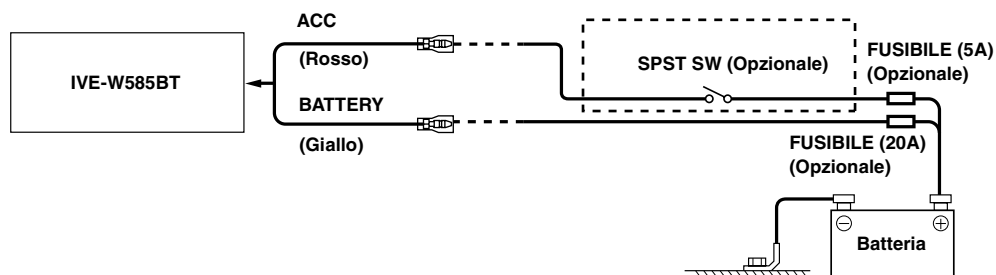 ACC
(Rosso)
IVE-W585BT
BATTERY
(Giallo)
SPST SW (Opzionale)
FUSIBILE (5A)
(Opzionale)
FUSIBILE (20A)
(Opzionale)
Batteria